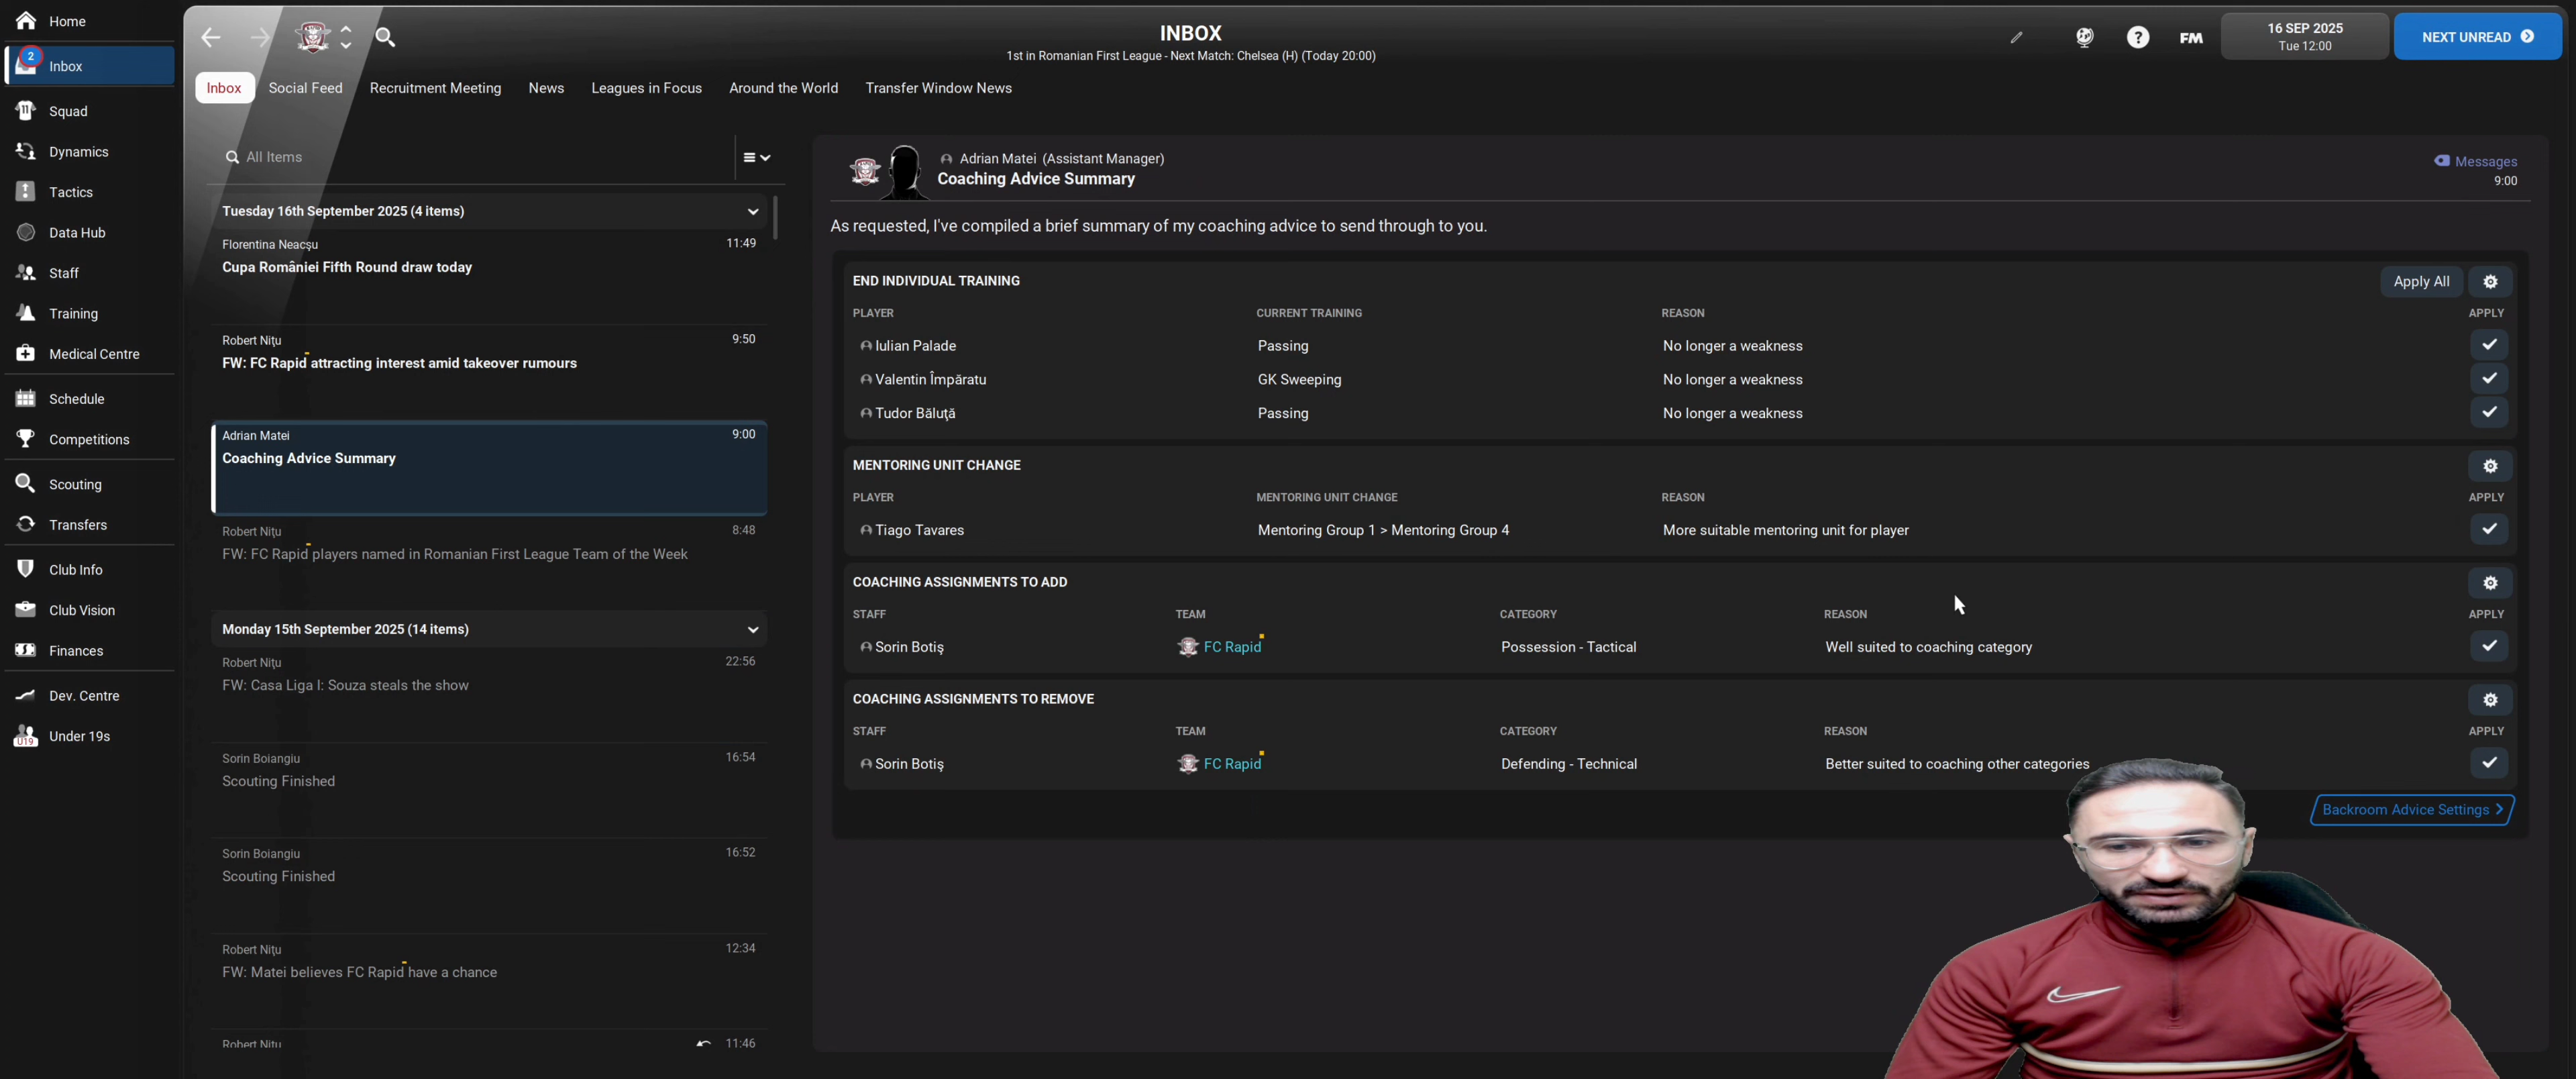 Home
2
Inbox
Squad
Dynamics
Tactics
Data Hub
Staff
Training
Medical Centre
Schedule
Competitions
Scouting
Transfers
Club Info
Club Vision
Finances
Dev. Centre
U19
Under 19s
INBOX
1st in Romanian First League - Next Match: Chelsea (H) (Today 20:00)
?
FM
16 SEP 2025
Tue 12:00
NEXT UNREAD
Inbox
Social Feed
Recruitment Meeting
News
Leagues in Focus
Around the World
Transfer Window News
All Items
Tuesday 16th September 2025 (4 items)
Florentina Neacșu 11:49
Cupa României Fifth Round draw today
Robert Nițu 9:50
FW: FC Rapid attracting interest amid takeover rumours
Adrian Matei 9:00
Coaching Advice Summary
Robert Nițu 8:48
FW: FC Rapid players named in Romanian First League Team of the Week
Monday 15th September 2025 (14 items)
Robert Nițu 22:56
FW: Casa Liga I: Souza steals the show
Sorin Boiangiu 16:54
Scouting Finished
Sorin Boiangiu 16:52
Scouting Finished
Robert Nițu 12:34
FW: Matei believes FC Rapid have a chance
Robert Nițu 11:46
Adrian Matei (Assistant Manager)
Coaching Advice Summary
Messages
9:00
As requested, I've compiled a brief summary of my coaching advice to send through to you.
END INDIVIDUAL TRAINING Apply All
PLAYER CURRENT TRAINING REASON APPLY
Iulian Palade Passing No longer a weakness
Valentin Împăratu GK Sweeping No longer a weakness
Tudor Băluță Passing No longer a weakness
MENTORING UNIT CHANGE
PLAYER MENTORING UNIT CHANGE REASON APPLY
Tiago Tavares Mentoring Group 1 > Mentoring Group 4 More suitable mentoring unit for player
COACHING ASSIGNMENTS TO ADD
STAFF TEAM CATEGORY REASON APPLY
Sorin Botiș FC Rapid Possession - Tactical Well suited to coaching category
COACHING ASSIGNMENTS TO REMOVE
STAFF TEAM CATEGORY REASON APPLY
Sorin Botiș FC Rapid Defending - Technical Better suited to coaching other categories
Backroom Advice Settings >